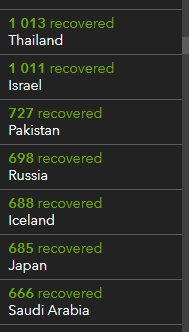 1 013 recovered
Thailand
1 011 recovered
Israel
727 recovered
Pakistan
698 recovered
Russia
688 recovered
Iceland
685 recovered
Japan
666 recovered
Saudi Arabia